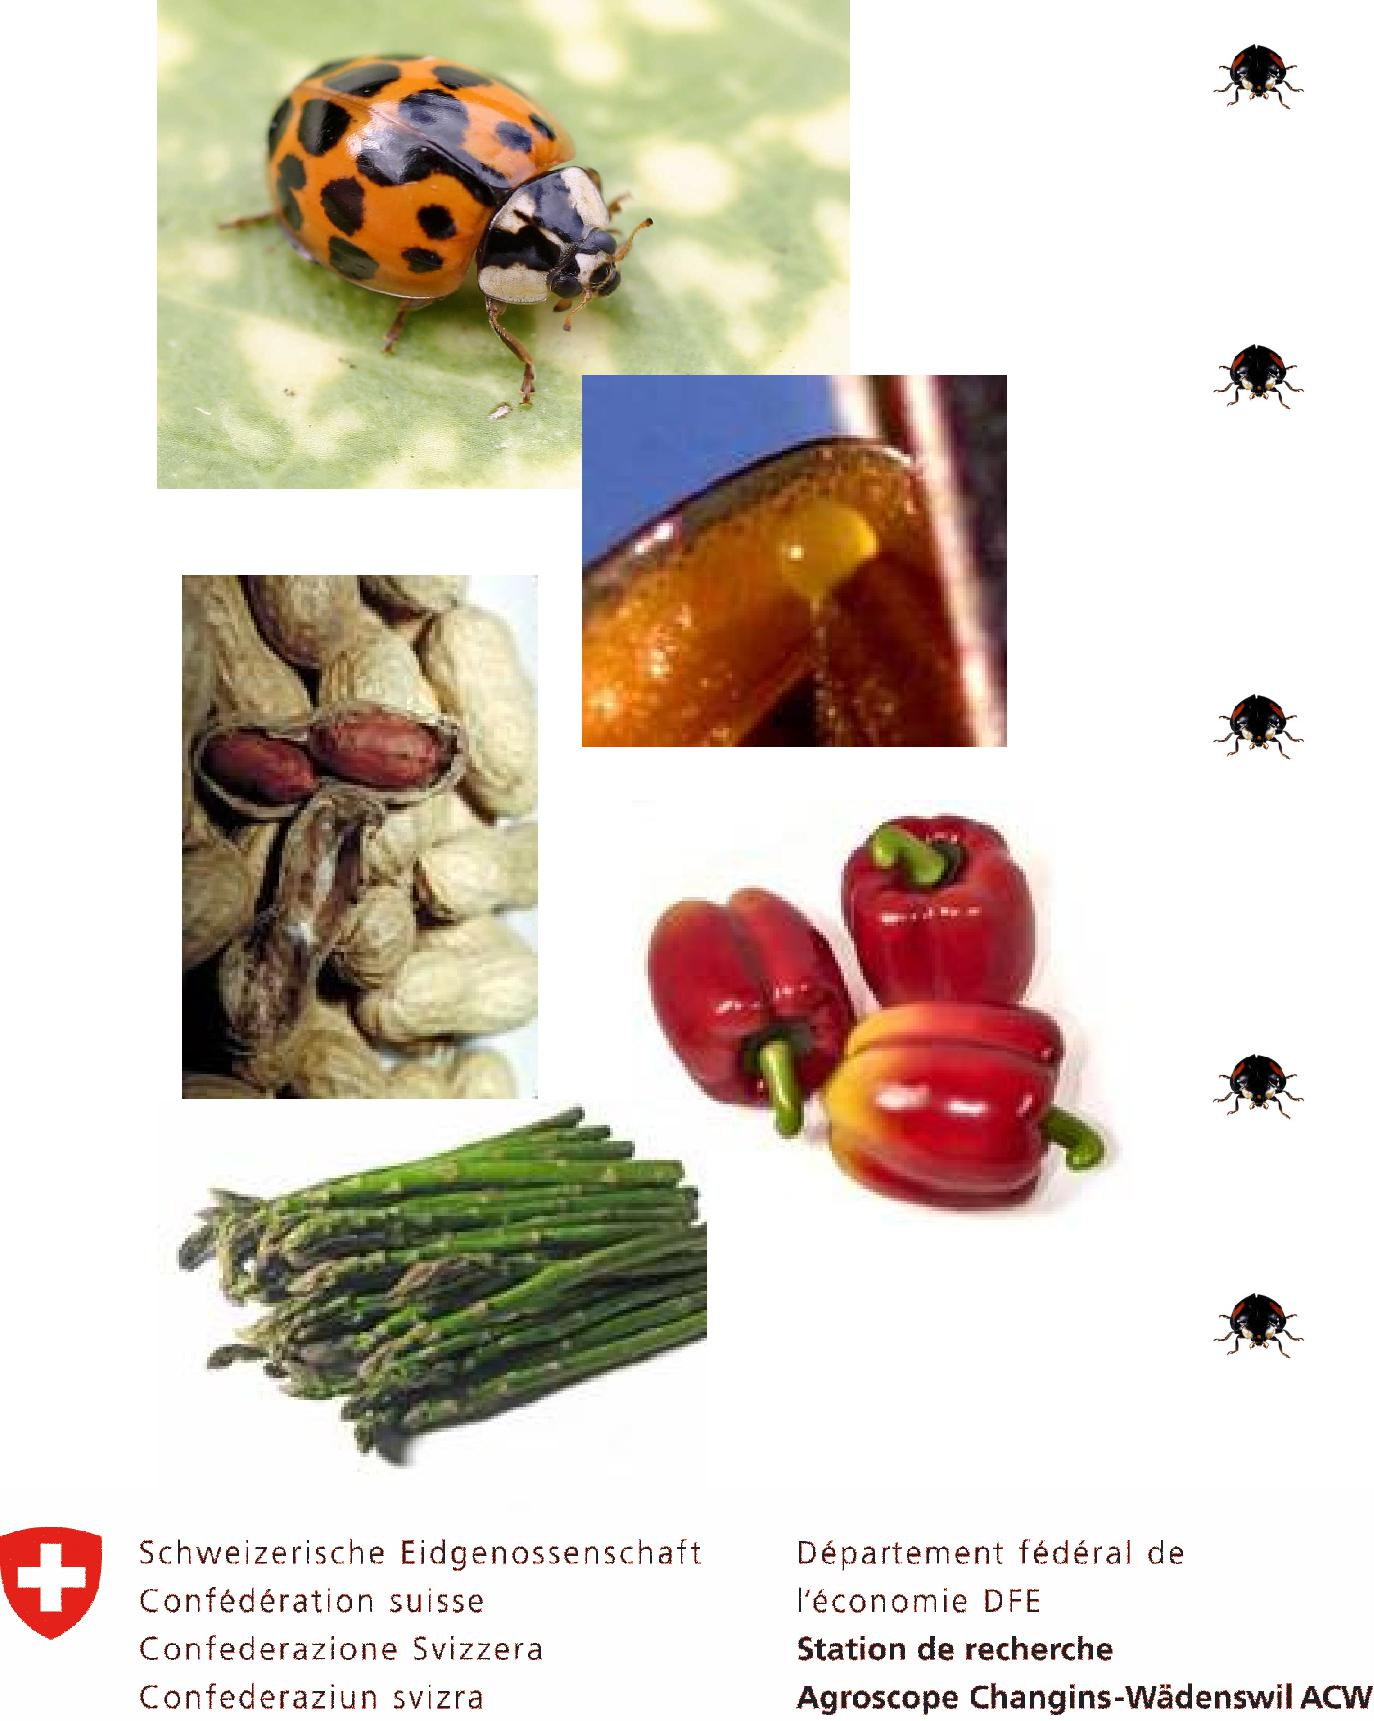 Schweizerische Eidgenossenschaft
Confédération suisse
Confederazione Svizzera
Confederaziun svizra
Département fédéral de
l'économie DFE
Station de recherche
Agroscope Changins-Wädenswil ACW